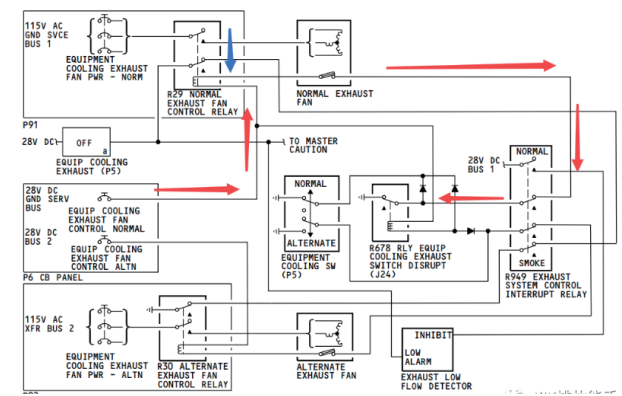 115V AC
GND SVCE
BUS 1
EQUIPMENT
COOLING EXHAUST
FAN PWR - NORM
R29 NORMAL
EXHAUST FAN
CONTROL RELAY
NORMAL EXHAUST
FAN
P91
28V DC
OFF
a
EQUIP COOLING
EXHAUST (P5)
TO MASTER
CAUTION
28V DC
GND SERV
BUS
EQUIP COOLING
EXHAUST FAN
CONTROL NORMAL
28V DC
BUS 2
EQUIP COOLING
EXHAUST FAN
CONTROL ALTN
P6 CB PANEL
NORMAL
ALTERNATE
EQUIPMENT
COOLING SW
(P5)
R678 RLY EQUIP
COOLING EXHAUST
SWITCH DISRUPT
(J24)
28V DC
BUS 1
NORMAL
SMOKE
R949 EXHAUST
SYSTEM CONTROL
INTERRUPT RELAY
115V AC
XFR BUS 2
EQUIPMENT
COOLING EXHAUST
FAN PWR - ALTN
R30 ALTERNATE
EXHAUST FAN
CONTROL RELAY
ALTERNATE
EXHAUST FAN
INHIBIT
LOW
ALARM
EXHAUST LOW
FLOW DETECTOR